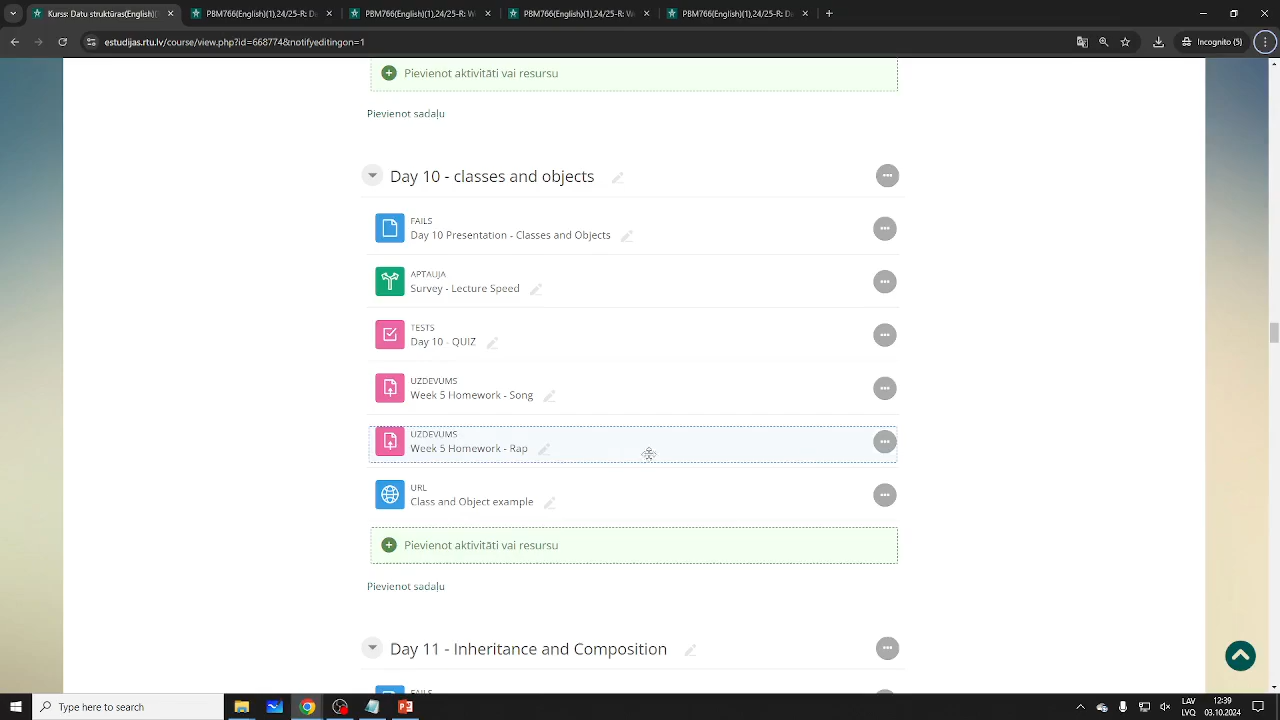 Kurss Datu struktūras(English)(1
PBM766(English)(1),24/25-R: D
PBM766(English)(1),24/25-R: W
PBM766(English)(1),24/25-R: W
PBM766(English)(1),24/25-R: D
estudijas.rtu.lv/course/view.php?id=668774&notifyeditingon=1
Incognito (5)
Pievienot aktivitāti vai resursu
Pievienot sadaļu
Day 10 - classes and objects
FAILS
Day 10 Presentation - Classes and Objects
APTAUJA
Survey - Lecture Speed
TESTS
Day 10 - QUIZ
UZDEVUMS
Week 5 Homework - Song
UZDEVUMS
Week 5 Homework - Rap
URL
Class and Object example
Pievienot aktivitāti vai resursu
Pievienot sadaļu
Day 11 - Inheritance and Composition
FAILS
Type here to search
LAV
12:39
03.10.2024